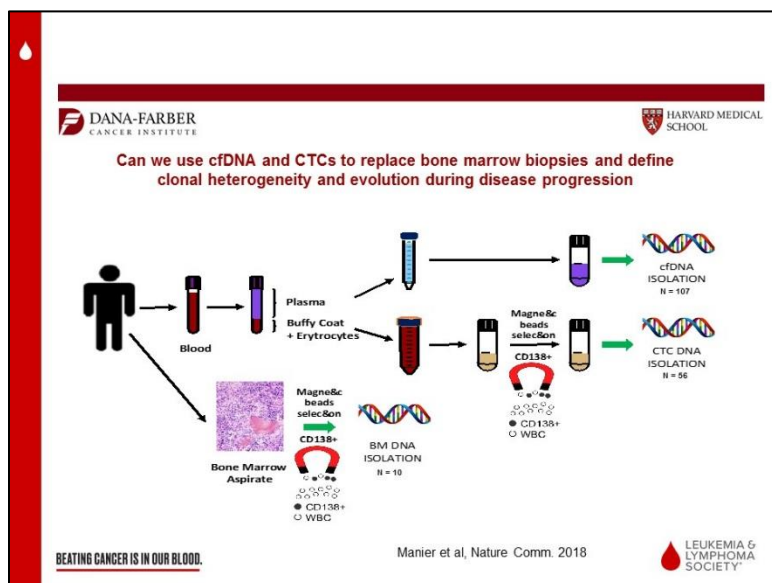 DANA-FARBER
CANCER INSTITUTE
HARVARD MEDICAL
SCHOOL
Can we use cfDNA and CTCs to replace bone marrow biopsies and define
clonal heterogeneity and evolution during disease progression
Blood
Plasma
Buffy Coat
+ Erytrocytes
cfDNA
ISOLATION
N = 107
Magne&c
beads
selec&on
CD138+
CD138+
WBC
CTC DNA
ISOLATION
N = 56
Bone Marrow
Aspirate
Magne&c
beads
selec&on
CD138+
CD138+
WBC
BM DNA
ISOLATION
N = 10
BEATING CANCER IS IN OUR BLOOD.
Manier et al, Nature Comm. 2018
LEUKEMIA &
LYMPHOMA
SOCIETY